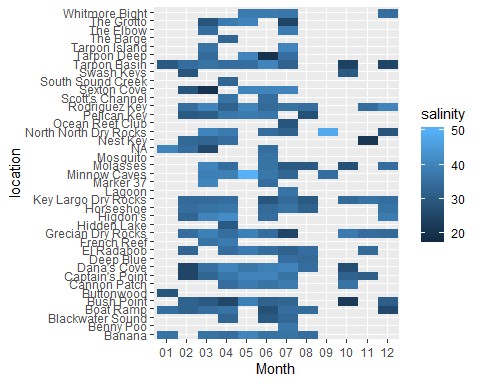 Whitmore Bight
The Grotto
The Elbow
The Barge
Tarpon Island
Tarpon Deep
Tarpon Basin
Swash Keys
South Sound Creek
Sexton Cove
Scott's Channel
Rodriguez Key
Pelican Key
Ocean Reef Club
North North Dry Rocks
Nest Key
NA
Mosquito
Molasses
Minnow Caves
Marker 37
Lagoon
Key Largo Dry Rocks
Horseshoe
Higdon's
Hidden Lake
Grecian Dry Rocks
French Reef
El Radabob
Deep Blue
Dana's Cove
Captain's Point
Cannon Patch
Buttonwood
Bush Point
Boat Ramp
Blackwater Sound
Benny Poo
Banana
location
01 02 03 04 05 06 07 08 09 10 11 12
Month
salinity
50
40
30
20